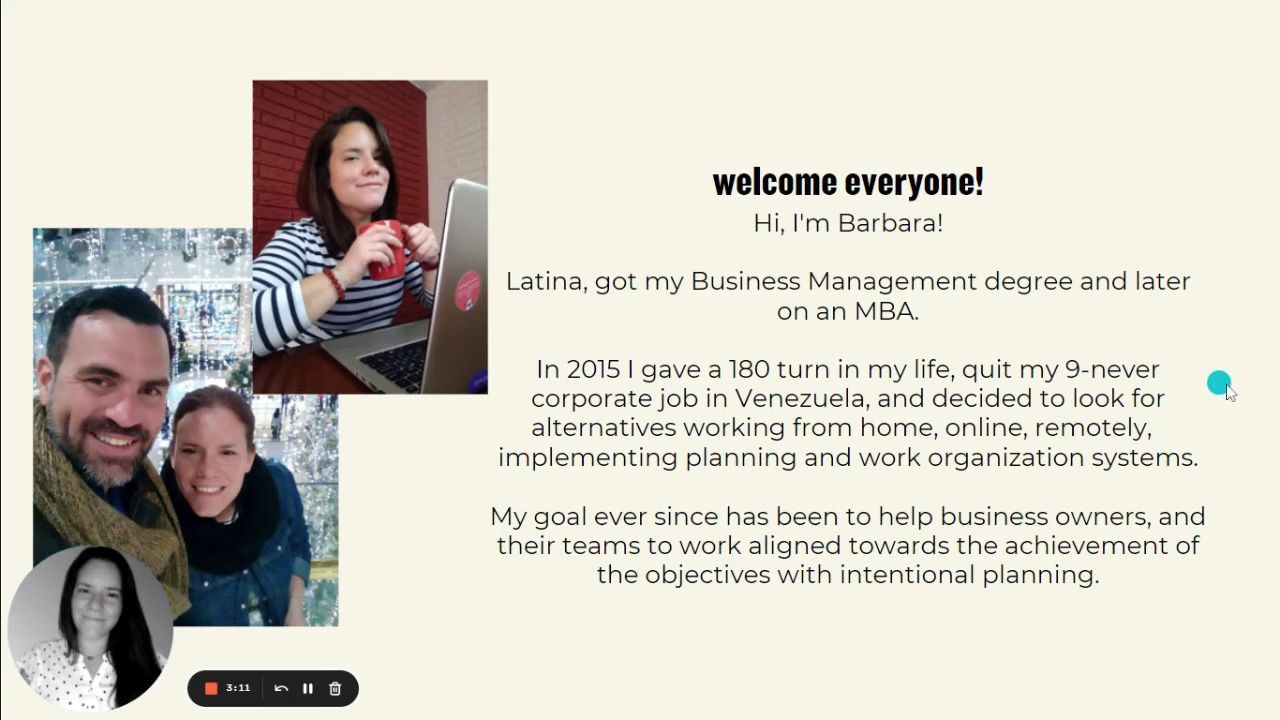 welcome everyone!
Hi, I'm Barbara!
Latina, got my Business Management degree and later
on an MBA.
In 2015 I gave a 180 turn in my life, quit my 9-never
corporate job in Venezuela, and decided to look for
alternatives working from home, online, remotely,
implementing planning and work organization systems.
My goal ever since has been to help business owners, and
their teams to work aligned towards the achievement of
the objectives with intentional planning.
3:11